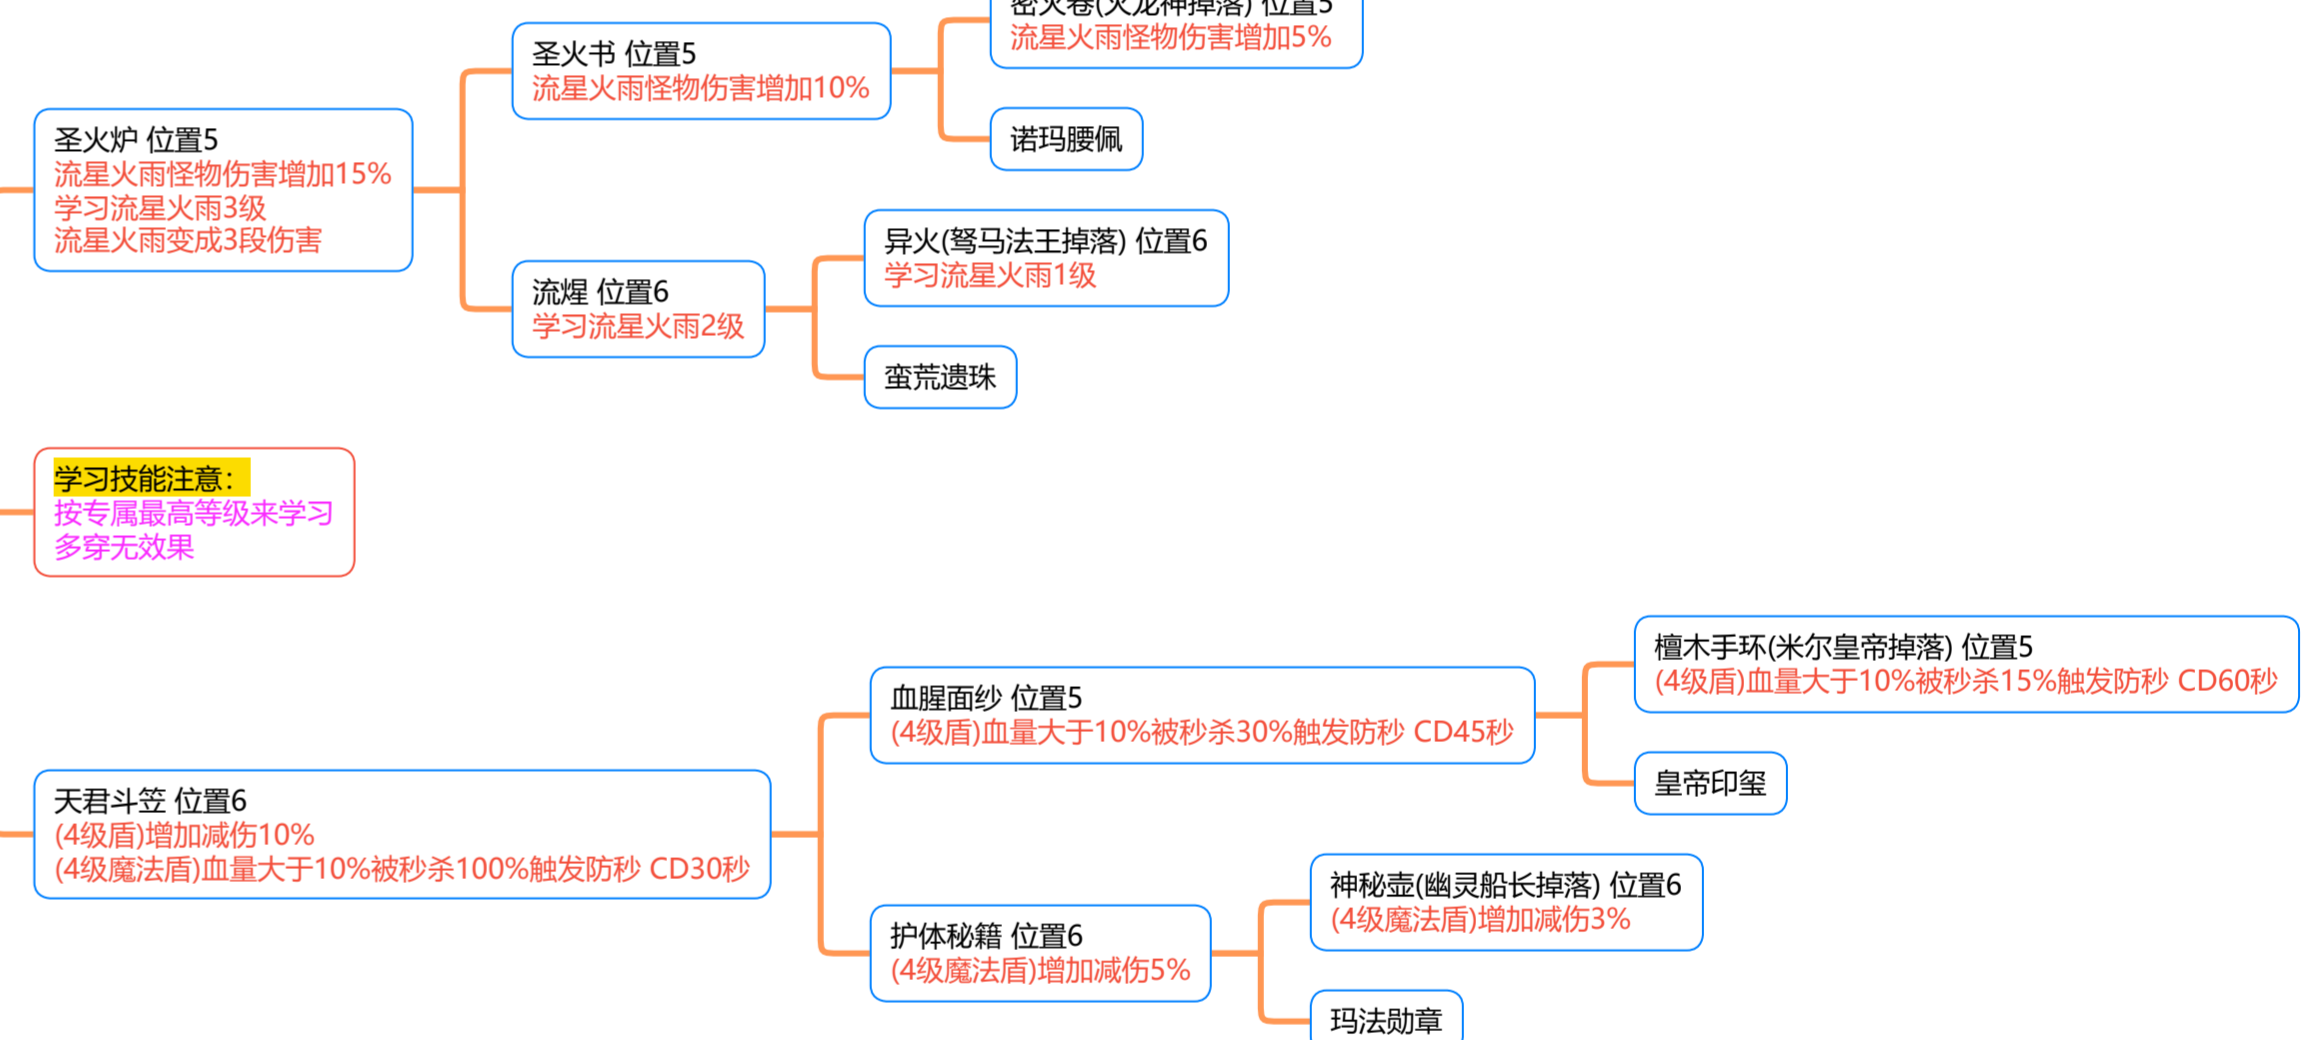 密火卷(火龙神掉落) 位置5
流星火雨怪物伤害增加5%
圣火书 位置5
流星火雨怪物伤害增加10%
诺玛腰佩
圣火炉 位置5
流星火雨怪物伤害增加15%
学习流星火雨3级
流星火雨变成3段伤害
异火(驽马法王掉落) 位置6
学习流星火雨1级
流煋 位置6
学习流星火雨2级
蛮荒遗珠
学习技能注意：
按专属最高等级来学习
多穿无效果
檀木手环(米尔皇帝掉落) 位置5
(4级盾)血量大于10%被秒杀15%触发防秒 CD60秒
血腥面纱 位置5
(4级盾)血量大于10%被秒杀30%触发防秒 CD45秒
皇帝印玺
天君斗笠 位置6
(4级盾)增加减伤10%
(4级魔法盾)血量大于10%被秒杀100%触发防秒 CD30秒
神秘壶(幽灵船长掉落) 位置6
(4级魔法盾)增加减伤3%
护体秘籍 位置6
(4级魔法盾)增加减伤5%
玛法勋章